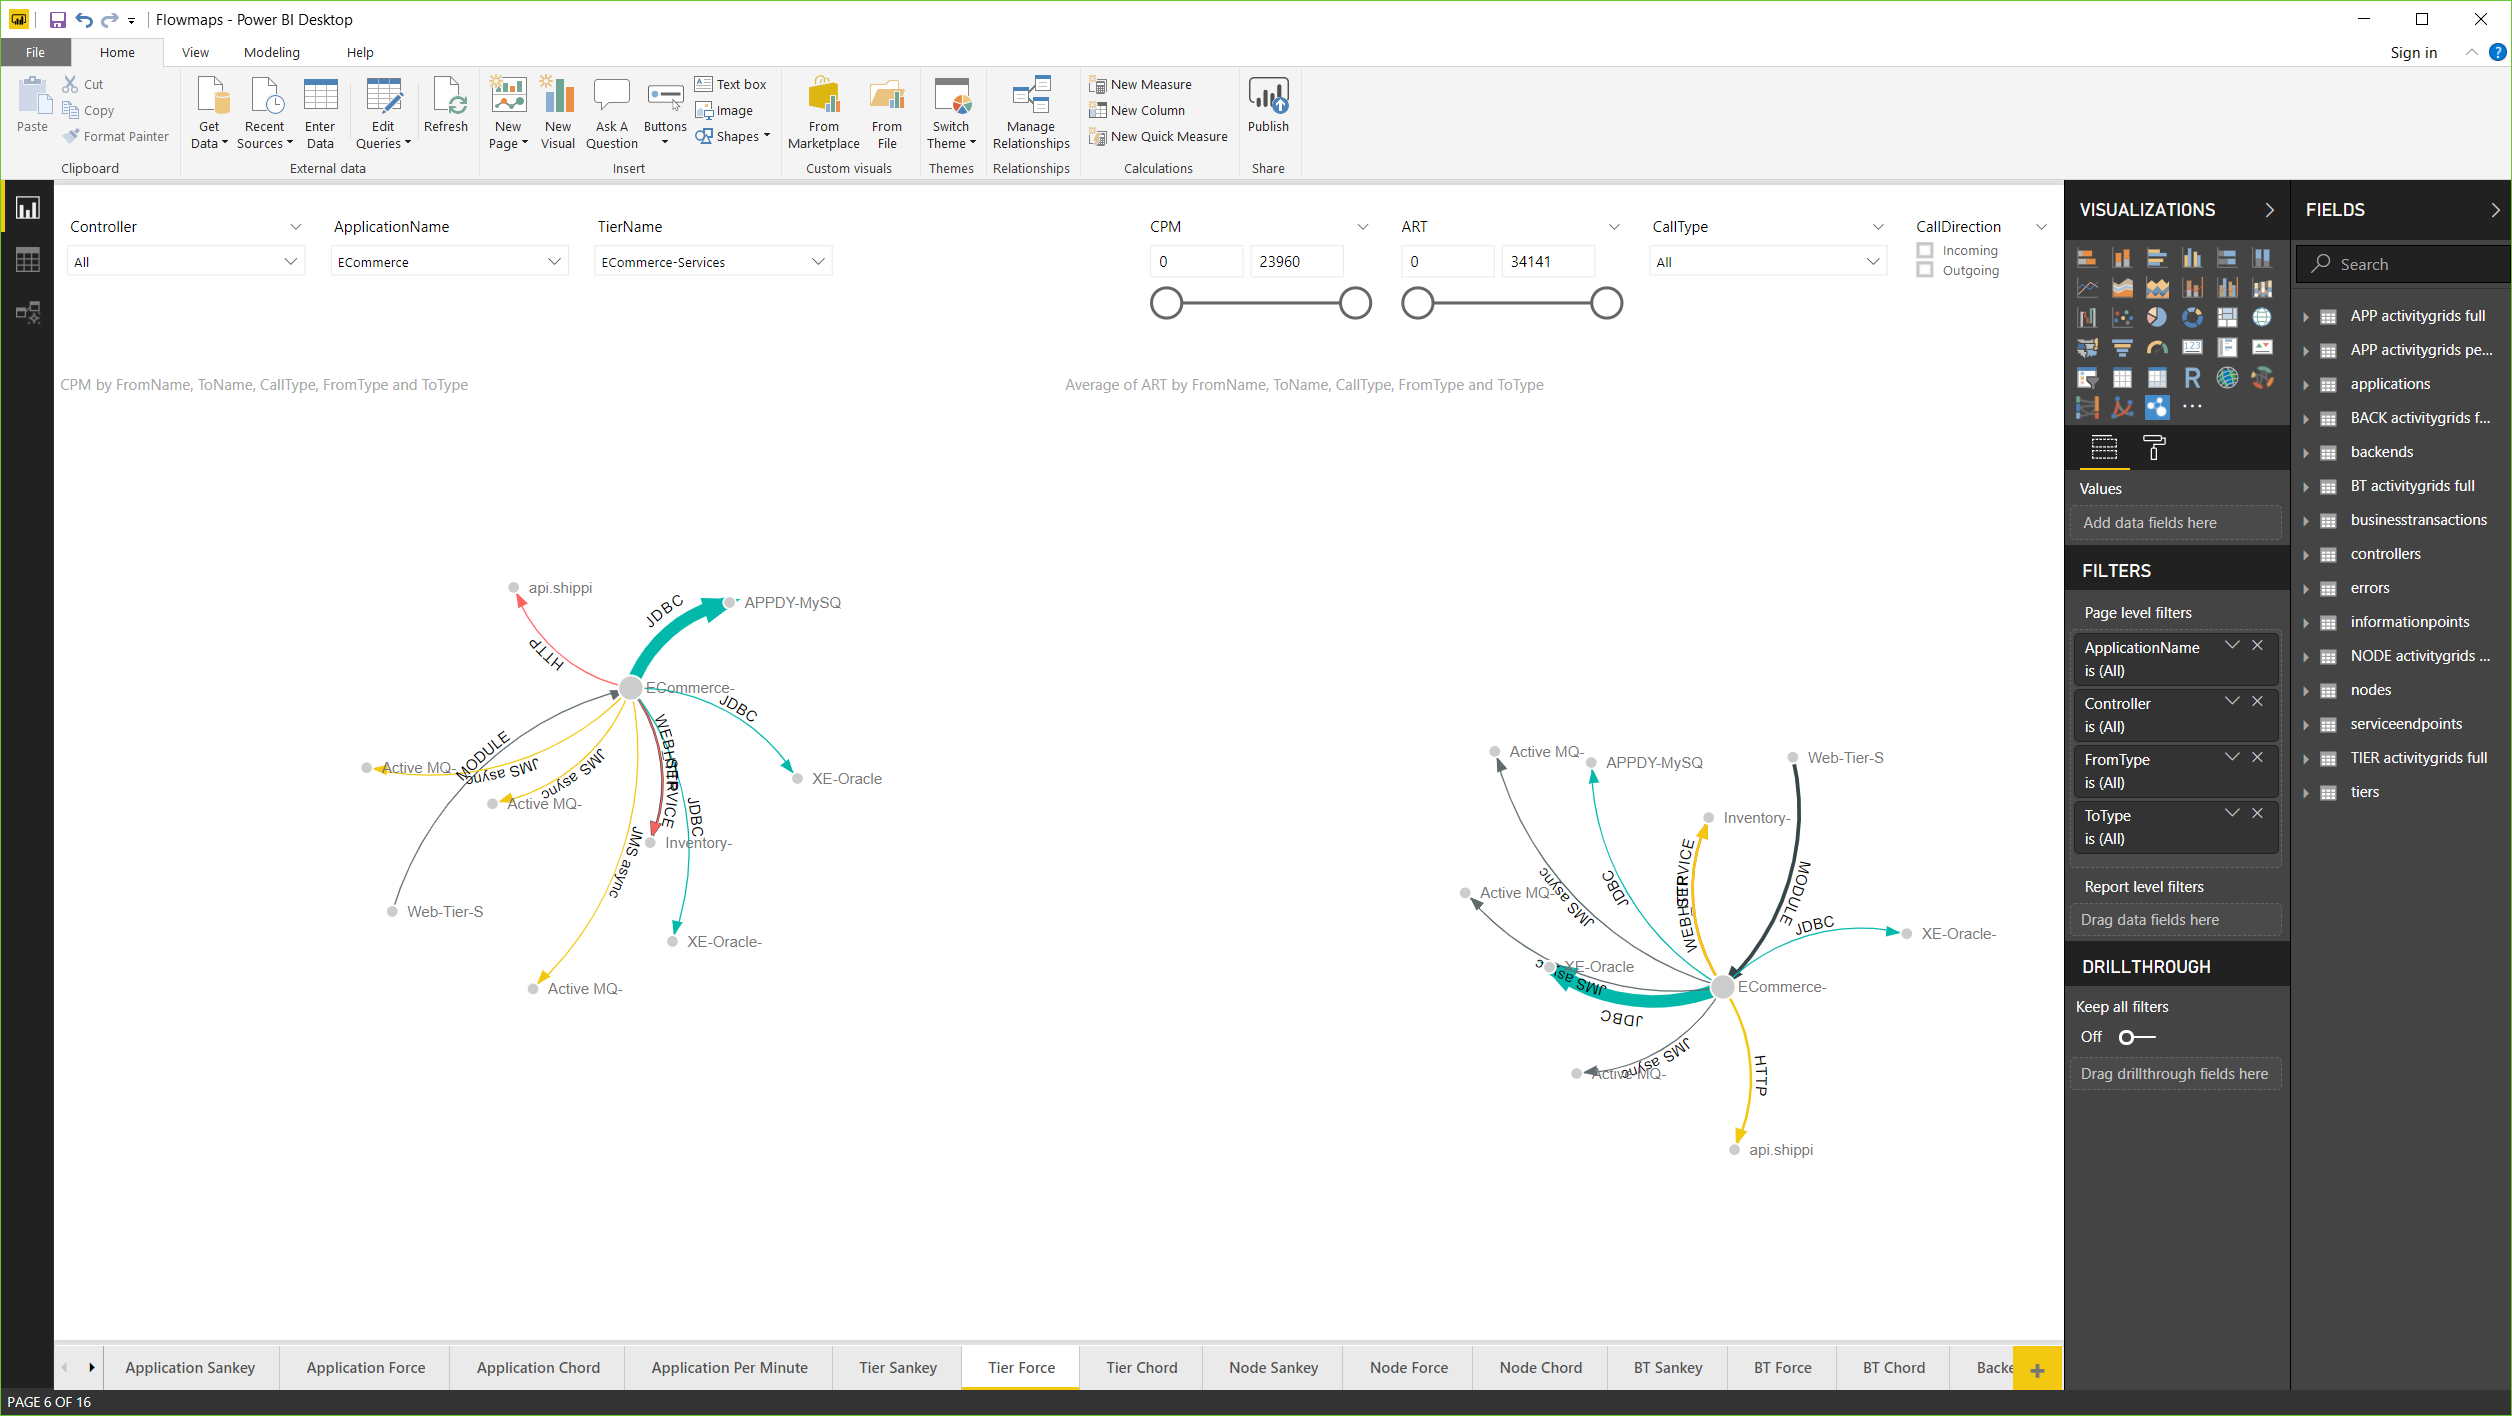 Flowmaps - Power BI Desktop
File Home View Modeling Help
Sign in
?
Paste
Cut
Copy
Format Painter
Clipboard
Get Data
Recent Sources
Enter Data
Edit Queries
Refresh
External data
New Page
New Visual
Ask A Question
Buttons
Text box
Image
Shapes
Insert
From Marketplace
From File
Custom visuals
Switch Theme
Themes
Manage Relationships
Relationships
New Measure
New Column
New Quick Measure
Calculations
Publish
Share
Controller
All
ApplicationName
ECommerce
TierName
ECommerce-Services
CPM
0 23960
ART
0 34141
CallType
All
CallDirection
Incoming
Outgoing
CPM by FromName, ToName, CallType, FromType and ToType
api.shippi
JDBC
APPDY-MySQ
HTTP
ECommerce-
JDBC
MODULE
Active MQ-
JMS async
JMS async
Active MQ-
WEB_SERVICE
XE-Oracle
JDBC
Inventory-
JMS async
Web-Tier-S
XE-Oracle-
Active MQ-
Average of ART by FromName, ToName, CallType, FromType and ToType
Active MQ-
APPDY-MySQ
Web-Tier-S
Inventory-
WEB_SERVICE
MODULE
JDBC
JMS async
Active MQ-
JDBC
XE-Oracle-
XE-Oracle
JMS async
ECommerce-
JDBC
JMS async
Active MQ-
HTTP
api.shippi
VISUALIZATIONS
123
R
Values
Add data fields here
FILTERS
Page level filters
ApplicationName
is (All)
Controller
is (All)
FromType
is (All)
ToType
is (All)
Report level filters
Drag data fields here
DRILLTHROUGH
Keep all filters
Off
Drag drillthrough fields here
FIELDS
Search
APP activitygrids full
APP activitygrids pe...
applications
BACK activitygrids f...
backends
BT activitygrids full
businesstransactions
controllers
errors
informationpoints
NODE activitygrids ...
nodes
serviceendpoints
TIER activitygrids full
tiers
Application Sankey Application Force Application Chord Application Per Minute Tier Sankey Tier Force Tier Chord Node Sankey Node Force Node Chord BT Sankey BT Force BT Chord Backe
PAGE 6 OF 16